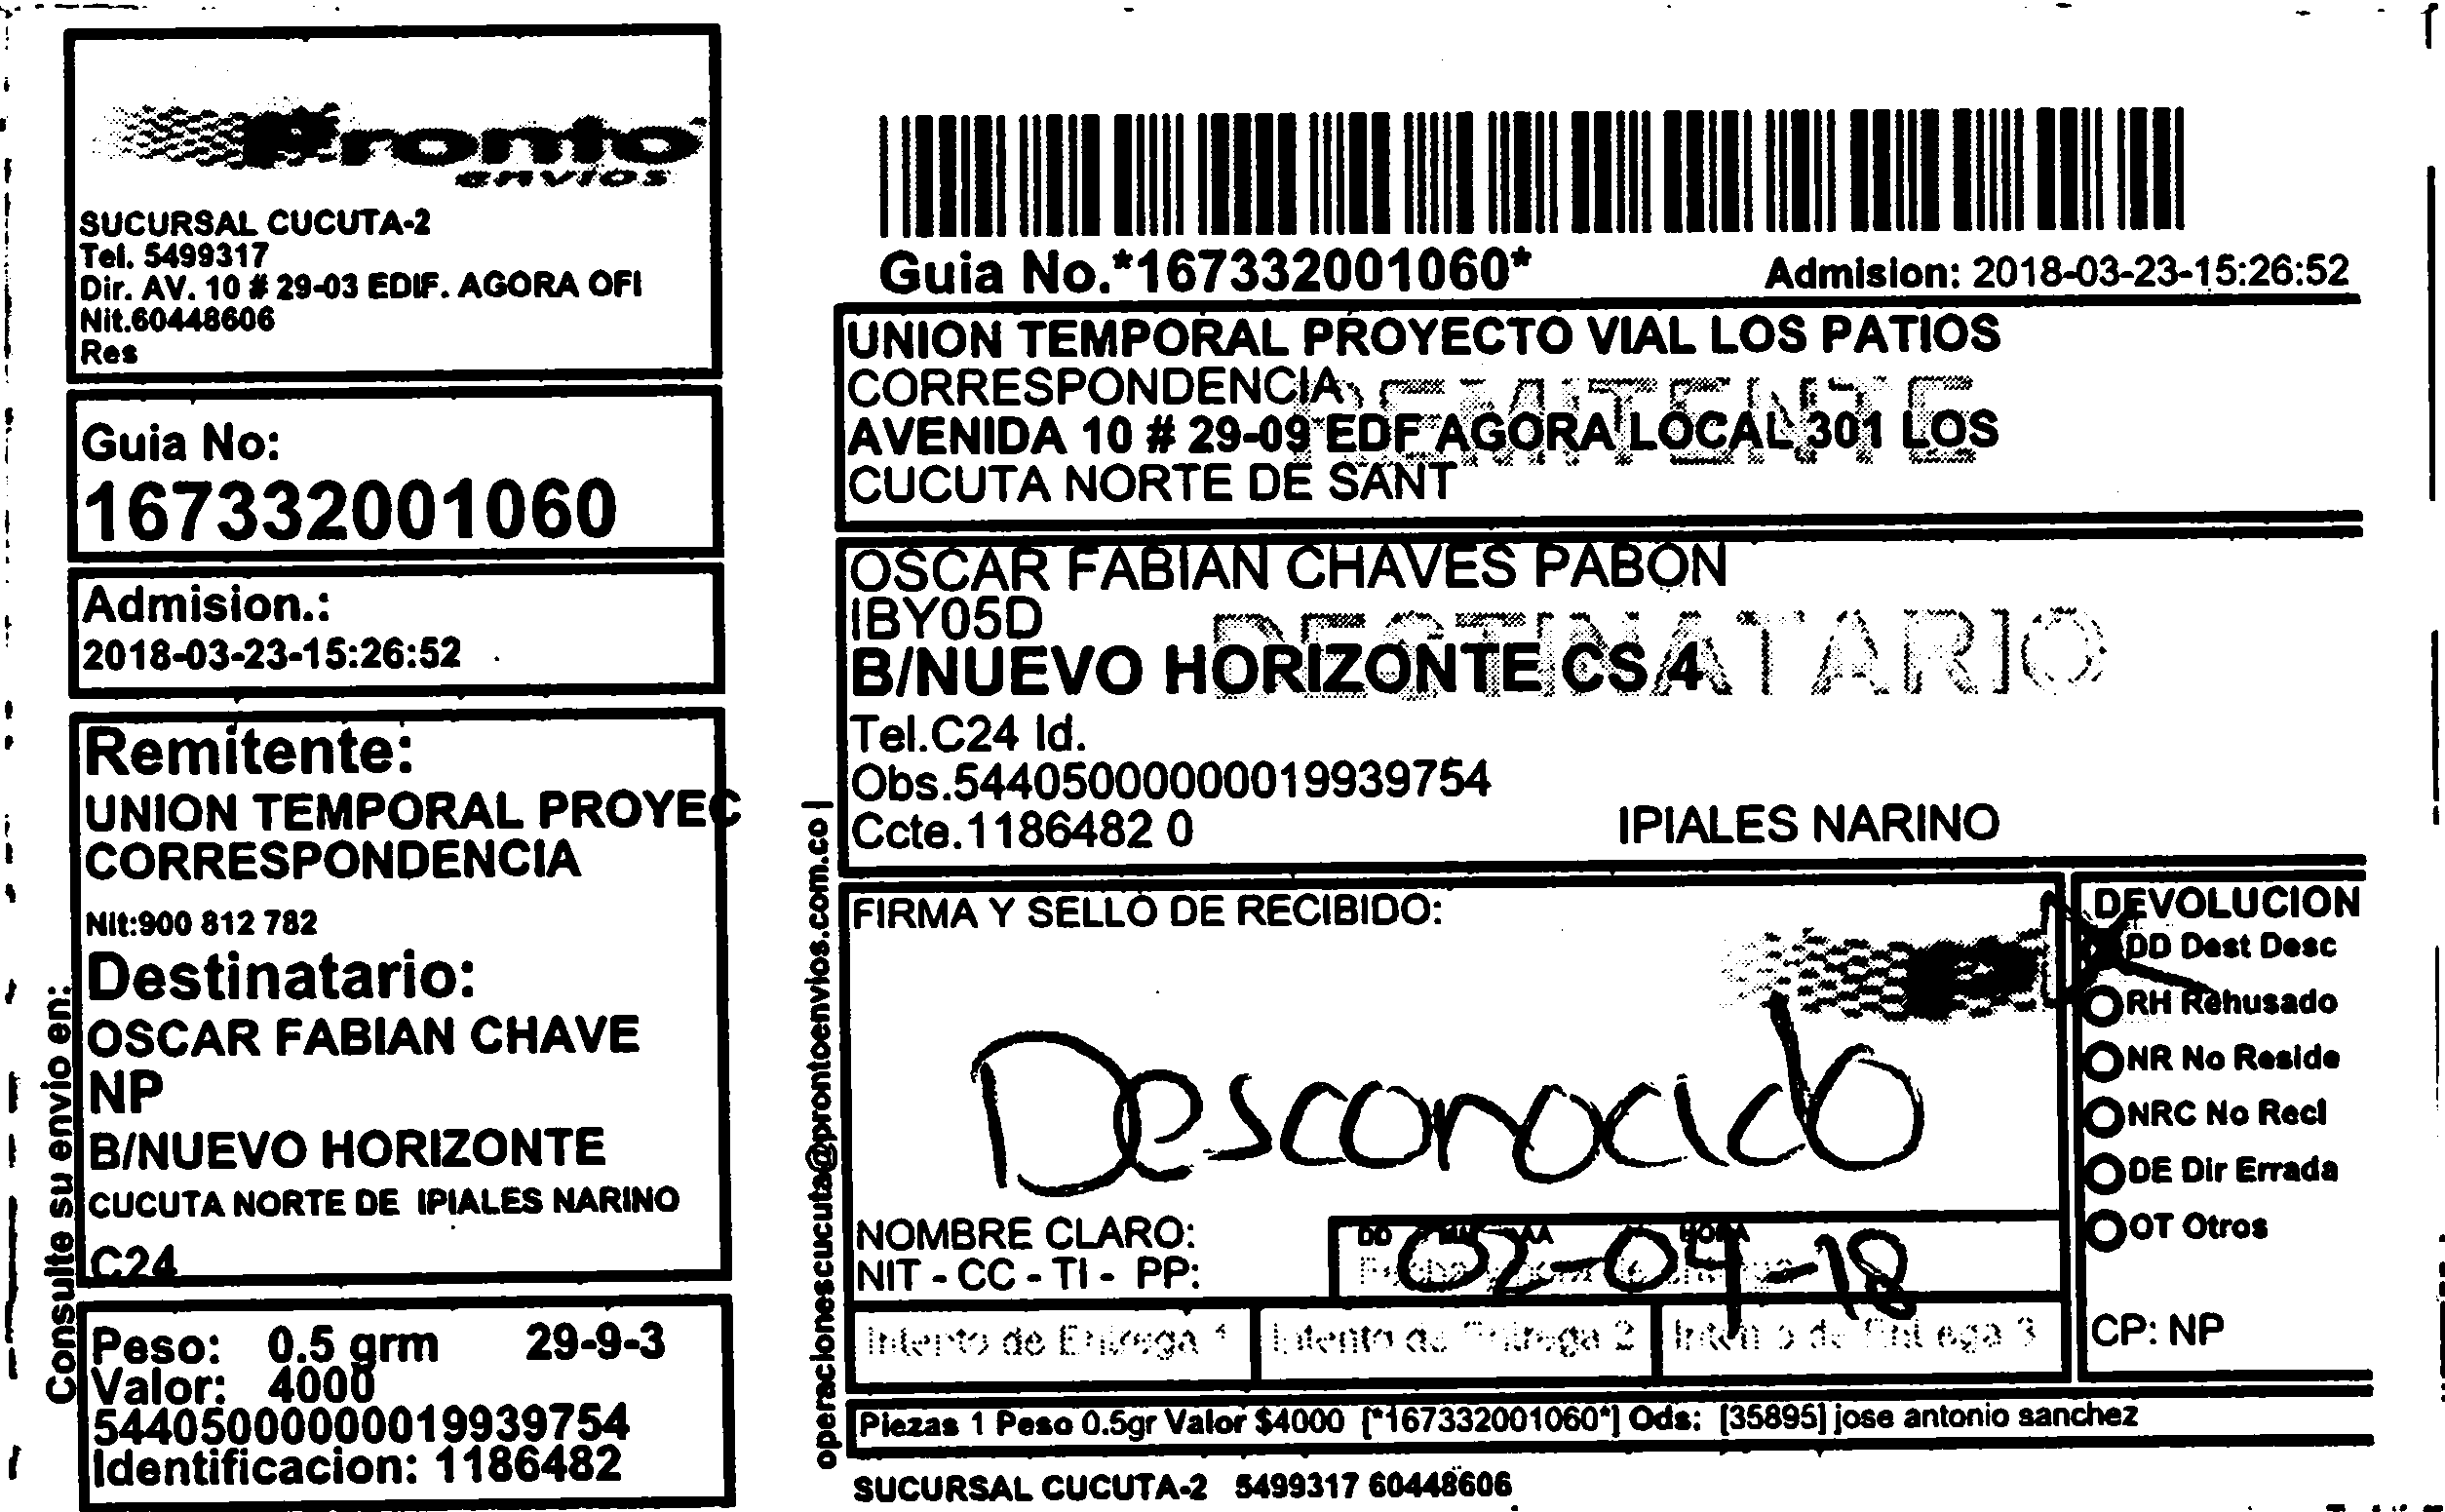 Pronto
envios
SUCURSAL CUCUTA-2
Tel. 5499317
Dir. AV. 10 # 29-03 EDIF. AGORA OFI
Nit.60448606
Res
Guia No:
167332001060
Admision.:
2018-03-23-15:26:52
Remitente:
UNION TEMPORAL PROYEC
CORRESPONDENCIA
Nit:900 812 782
Destinatario:
OSCAR FABIAN CHAVE
NP
B/NUEVO HORIZONTE
CUCUTA NORTE DE IPIALES NARINO
C24
Peso: 0.5 grm 29-9-3
Valor: 4000
544050000000019939754
Identificacion: 1186482
Consulte su envio en:
operacionescucuta@prontoenvios.com.co |
Guia No.*167332001060*
Admision: 2018-03-23-15:26:52
UNION TEMPORAL PROYECTO VIAL LOS PATIOS
CORRESPONDENCIA
REMITENTE
AVENIDA 10 # 29-09 EDF AGORA LOCAL 301 LOS
CUCUTA NORTE DE SANT
OSCAR FABIAN CHAVES PABON
IBY05D
DESTINATARIO
B/NUEVO HORIZONTE CS 4
Tel.C24 Id.
Obs.544050000000019939754
Ccte.1186482 0
IPIALES NARINO
FIRMA Y SELLO DE RECIBIDO:
Desconocido
NOMBRE CLARO:
NIT - CC - TI - PP:
DD AA HORA
02-04-18
Intento de Entrega 1
Intento de Entrega 2
Intento de Entrega 3
DEVOLUCION
DD Dest Desc
RH Rehusado
NR No Reside
NRC No Recl
DE Dir Errada
OT Otros
CP: NP
Piezas 1 Peso 0.5gr Valor $4000 [*167332001060*] Ods: [35895] jose antonio sanchez
SUCURSAL CUCUTA-2 5499317 60448606